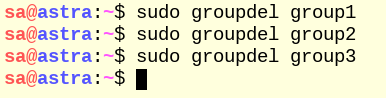 sa@astra:~$ sudo groupdel group1
sa@astra:~$ sudo groupdel group2
sa@astra:~$ sudo groupdel group3
sa@astra:~$